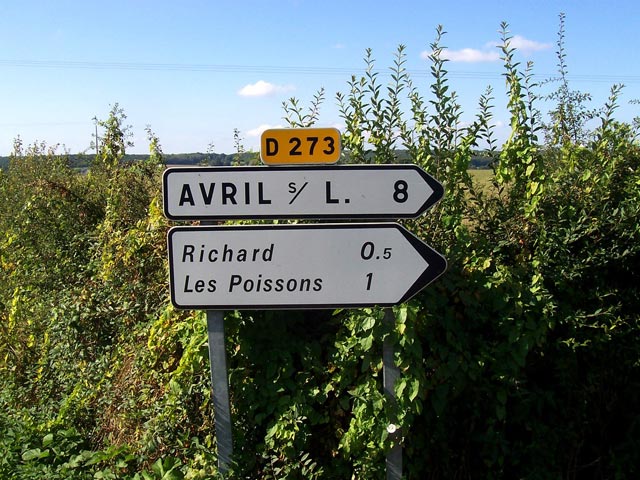 D 273
AVRIL s/ L. 8
Richard 0.5
Les Poissons 1